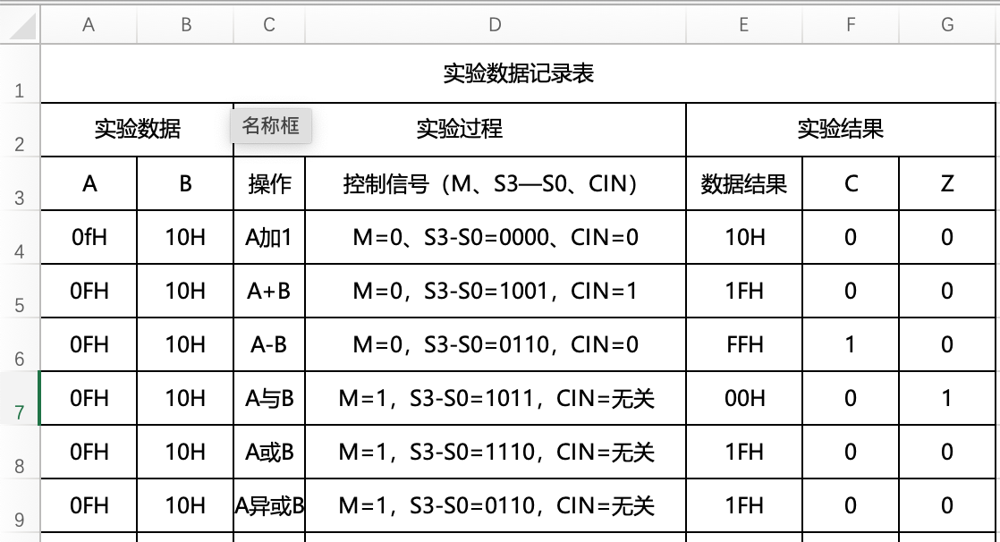 A B C D E F G
1 实验数据记录表
2 实验数据 名称框 实验过程 实验结果
3 A B 操作 控制信号（M、S3—S0、CIN） 数据结果 C Z
4 0fH 10H A加1 M=0、S3-S0=0000、CIN=0 10H 0 0
5 0FH 10H A+B M=0，S3-S0=1001，CIN=1 1FH 0 0
6 0FH 10H A-B M=0，S3-S0=0110，CIN=0 FFH 1 0
7 0FH 10H A与B M=1，S3-S0=1011，CIN=无关 00H 0 1
8 0FH 10H A或B M=1，S3-S0=1110，CIN=无关 1FH 0 0
9 0FH 10H A异或B M=1，S3-S0=0110，CIN=无关 1FH 0 0